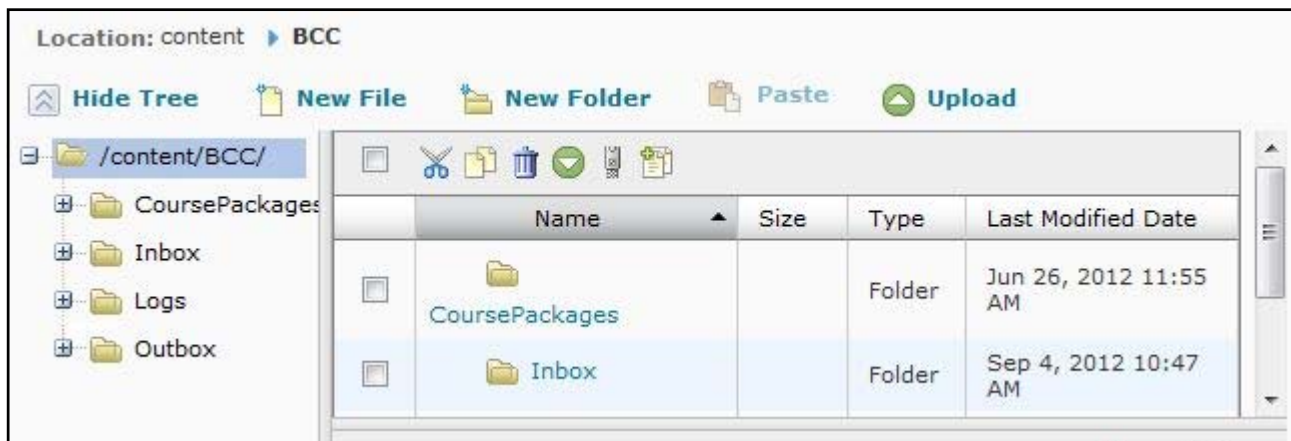 Location: content BCC
Hide Tree New File New Folder Paste Upload
/content/BCC/
CoursePackages
Inbox
Logs
Outbox
Name Size Type Last Modified Date
CoursePackages Folder Jun 26, 2012 11:55
AM
Inbox Folder Sep 4, 2012 10:47
AM